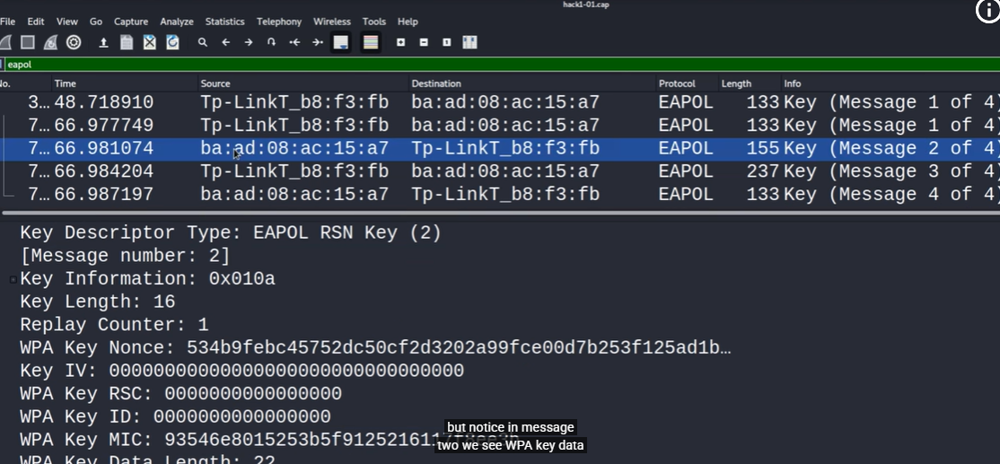 hack1-01.cap
File Edit View Go Capture Analyze Statistics Telephony Wireless Tools Help
eapol
No. Time Source Destination Protocol Length Info
3… 48.718910 Tp-LinkT_b8:f3:fb ba:ad:08:ac:15:a7 EAPOL 133 Key (Message 1 of 4)
7… 66.977749 Tp-LinkT_b8:f3:fb ba:ad:08:ac:15:a7 EAPOL 133 Key (Message 1 of 4)
7… 66.981074 ba:ad:08:ac:15:a7 Tp-LinkT_b8:f3:fb EAPOL 155 Key (Message 2 of 4)
7… 66.984204 Tp-LinkT_b8:f3:fb ba:ad:08:ac:15:a7 EAPOL 237 Key (Message 3 of 4)
7… 66.987197 ba:ad:08:ac:15:a7 Tp-LinkT_b8:f3:fb EAPOL 133 Key (Message 4 of 4)
Key Descriptor Type: EAPOL RSN Key (2)
[Message number: 2]
Key Information: 0x010a
Key Length: 16
Replay Counter: 1
WPA Key Nonce: 534b9febc45752dc50cf2d3202a99fce00d7b253f125ad1b…
Key IV: 00000000000000000000000000000000
WPA Key RSC: 0000000000000000
WPA Key ID: 0000000000000000
WPA Key MIC:
but notice in message
two we see WPA key data
WPA Key Data Length: 22